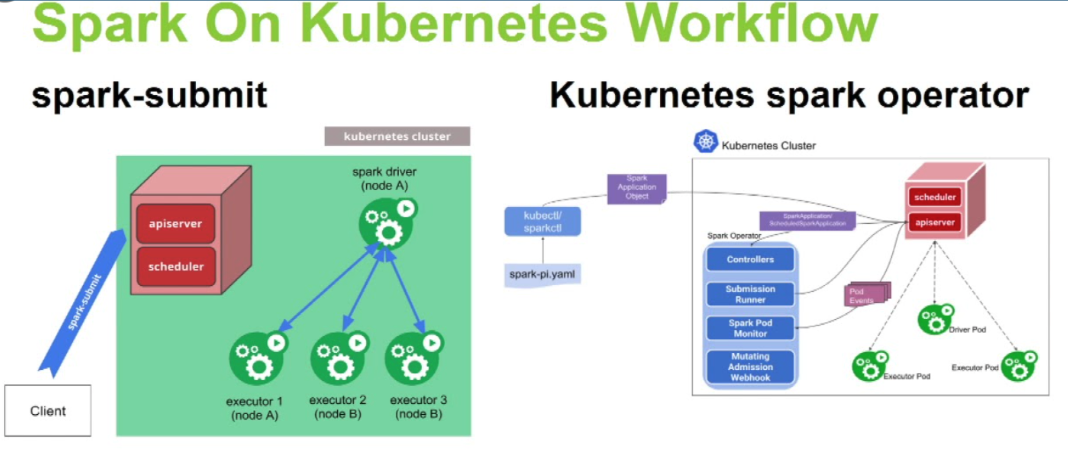 Spark On Kubernetes Workflow
spark-submit
kubernetes cluster
apiserver
scheduler
spark-submit
Client
spark driver
(node A)
executor 1
(node A)
executor 2
(node B)
executor 3
(node B)
Kubernetes spark operator
Kubernetes Cluster
Spark
Application
Object
kubectl/
sparkctl
spark-pi.yaml
SparkApplication/
ScheduledSparkApplication
Spark Operator
Controllers
Submission
Runner
Spark Pod
Monitor
Mutating
Admission
Webhook
Pod
Events
scheduler
apiserver
Driver Pod
Executor Pod
Executor Pod